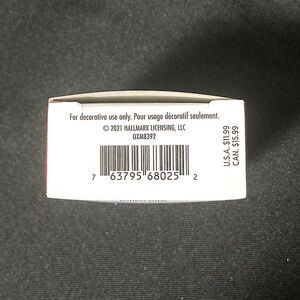 For decorative use only. Pour usage décoratif seulement.
© 2021 HALLMARK LICENSING, LLC
QXM8392
7 63795 68025 2
U.S.A. $11.99
CAN. $15.99